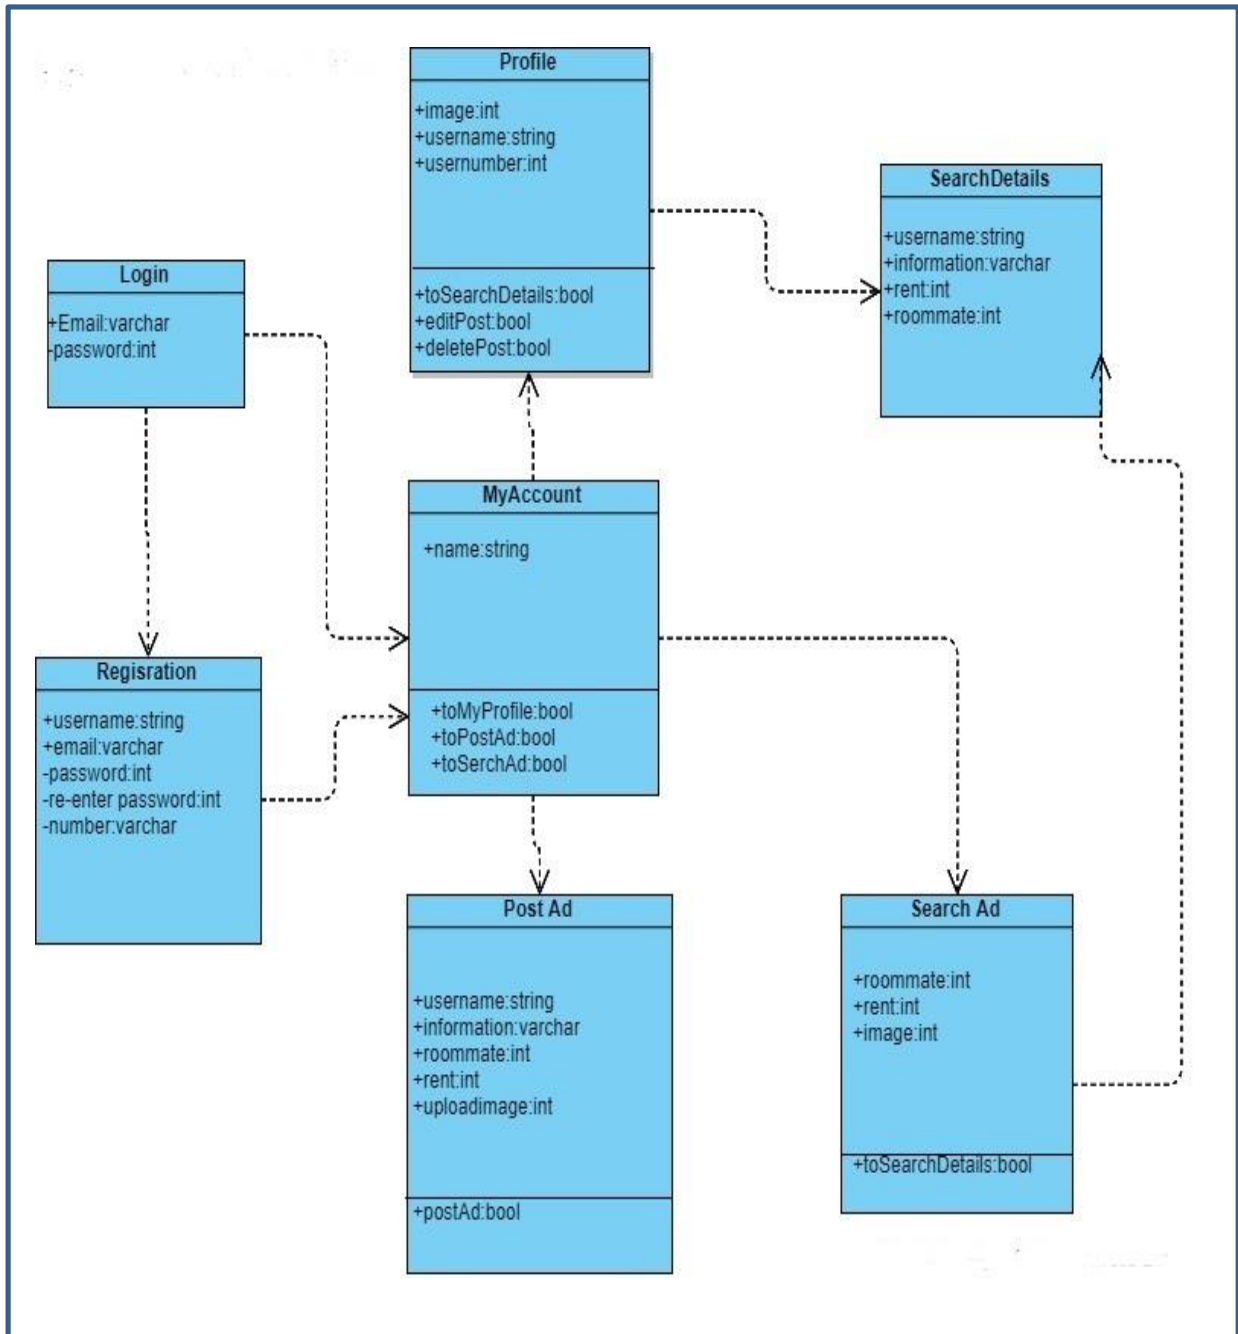 Profile
+image:int
+username:string
+usernumber:int
+toSearchDetails:bool
+editPost:bool
+deletePost:bool
SearchDetails
+username:string
+information:varchar
+rent:int
+roommate:int
Login
+Email:varchar
-password:int
MyAccount
+name:string
+toMyProfile:bool
+toPostAd:bool
+toSerchAd:bool
Regisration
+username:string
+email:varchar
-password:int
-re-enter password:int
-number:varchar
Post Ad
+username:string
+information:varchar
+roommate:int
+rent:int
+uploadimage:int
+postAd:bool
Search Ad
+roommate:int
+rent:int
+image:int
+toSearchDetails:bool